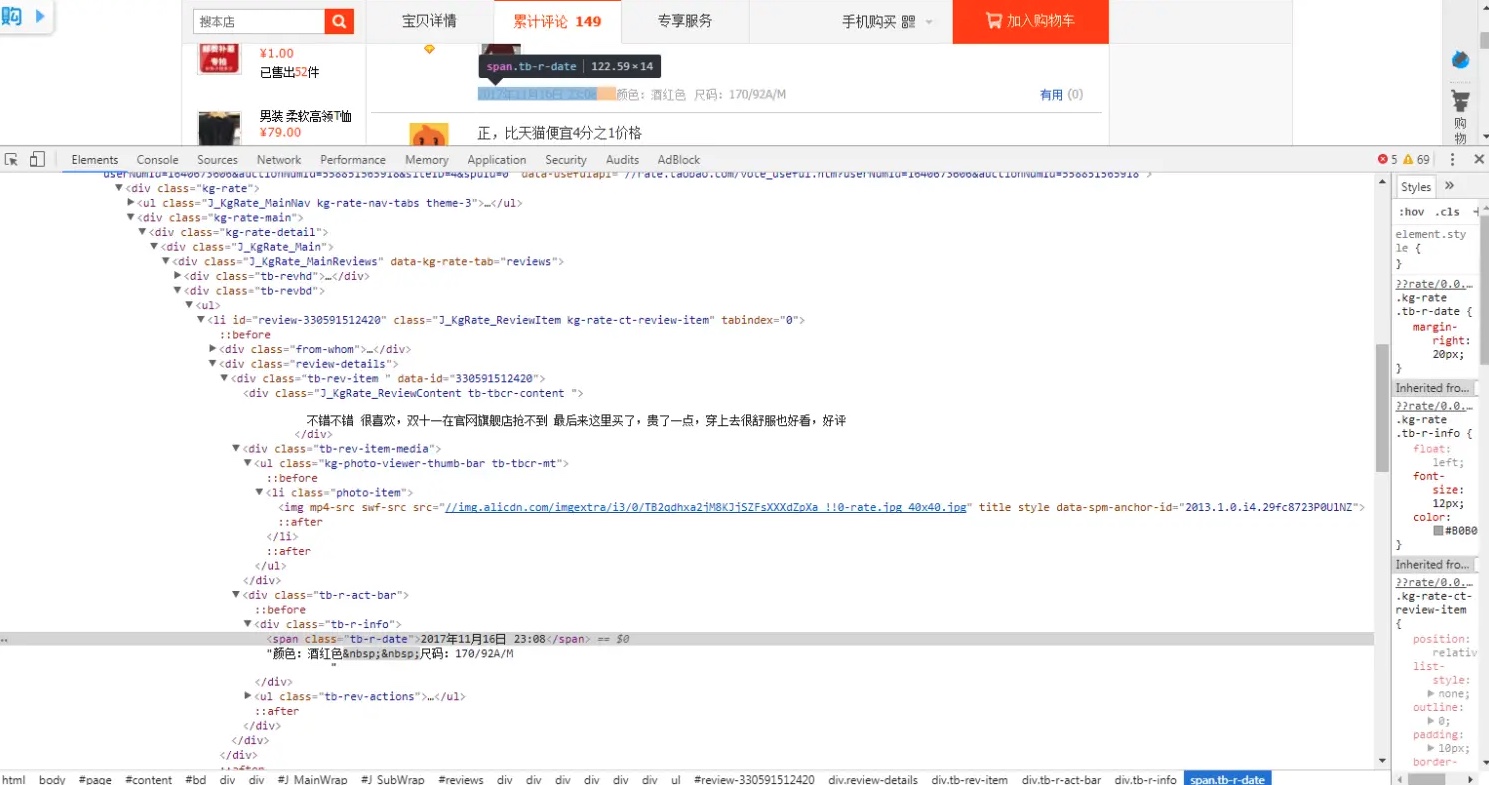 购
搜本店
宝贝详情
累计评论 149
专享服务
手机购买
加入购物车
¥1.00
已售出52件
span.tb-r-date 122.59×14
2017年11月16日 23:08 颜色：酒红色 尺码：170/92A/M
有用 (0)
男装 柔软高领T恤
¥79.00
正，比天猫便宜4分之1价格
购
物
Elements Console Sources Network Performance Memory Application Security Audits AdBlock
5 69
<div class="kg-rate">
<ul class="J_KgRate_MainNav kg-rate-nav-tabs theme-3">…</ul>
<div class="kg-rate-main">
<div class="kg-rate-detail">
<div class="J_KgRate_Main">
<div class="J_KgRate_MainReviews" data-kg-rate-tab="reviews">
<div class="tb-revhd">…</div>
<div class="tb-revbd">
<ul>
<li id="review-330591512420" class="J_KgRate_ReviewItem kg-rate-ct-review-item" tabindex="0">
::before
<div class="from-whom">…</div>
<div class="review-details">
<div class="tb-rev-item " data-id="330591512420">
<div class="J_KgRate_ReviewContent tb-tbcr-content ">
不错不错 很喜欢，双十一在官网旗舰店抢不到 最后来这里买了，贵了一点，穿上去很舒服也好看，好评
</div>
<div class="tb-rev-item-media">
<ul class="kg-photo-viewer-thumb-bar tb-tbcr-mt">
::before
<li class="photo-item">
<img mp4-src swf-src src="//img.alicdn.com/imgextra/i3/0/TB2qdhxa2jM8KJjSZFsXXXdZpXa_!!0-rate.jpg_40x40.jpg" title style data-spm-anchor-id="2013.1.0.i4.29fc8723P0UlNZ">
::after
</li>
::after
</ul>
</div>
<div class="tb-r-act-bar">
::before
<div class="tb-r-info">
<span class="tb-r-date">2017年11月16日 23:08</span> == $0
"颜色：酒红色&nbsp;&nbsp;尺码：170/92A/M
"
</div>
<ul class="tb-rev-actions">…</ul>
::after
</div>
</div>
</div>
::after
html body #page #content #bd div div #J_MainWrap #J_SubWrap #reviews div div div div div div ul #review-330591512420 div.review-details div.tb-rev-item div.tb-r-act-bar div.tb-r-info span.tb-r-date
Styles »
:hov .cls +
element.sty
le {
}
??rate/0.0.…
.kg-rate
.tb-r-date {
margin-
right:
20px;
}
Inherited fro…
??rate/0.0.…
.kg-rate
.tb-r-info {
float:
left;
font-
size:
12px;
color:
#B0B0
}
Inherited fro…
??rate/0.0.…
.kg-rate-ct-
review-item
{
position:
relativ
list-
style:
none;
outline:
0;
padding:
10px;
border-